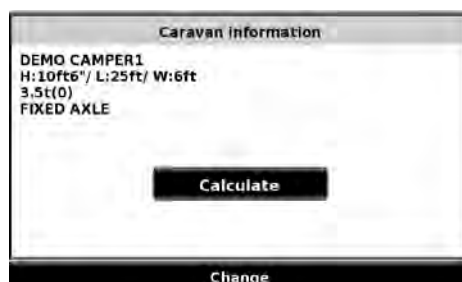 Caravan information
DEMO CAMPER1
H:10ft6"/ L:25ft/ W:6ft
3.5t(0)
FIXED AXLE
Calculate
Change